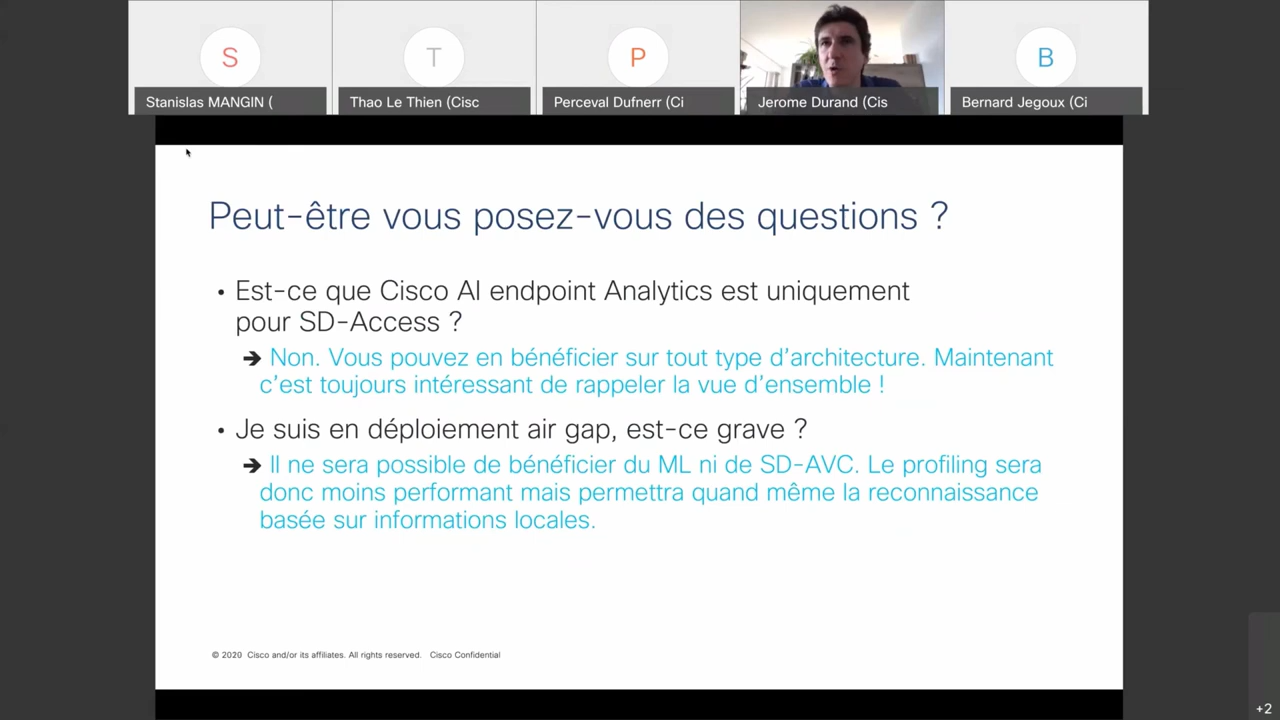 S
T
P
B
Stanislas MANGIN (
Thao Le Thien (Cisc
Perceval Dufnerr (Ci
Jerome Durand (Cis
Bernard Jegoux (Ci
Peut-être vous posez-vous des questions ?
• Est-ce que Cisco AI endpoint Analytics est uniquement
pour SD-Access ?
➔ Non. Vous pouvez en bénéficier sur tout type d’architecture. Maintenant
c’est toujours intéressant de rappeler la vue d’ensemble !
• Je suis en déploiement air gap, est-ce grave ?
➔ Il ne sera possible de bénéficier du ML ni de SD-AVC. Le profiling sera
donc moins performant mais permettra quand même la reconnaissance
basée sur informations locales.
© 2020 Cisco and/or its affiliates. All rights reserved. Cisco Confidential
+2